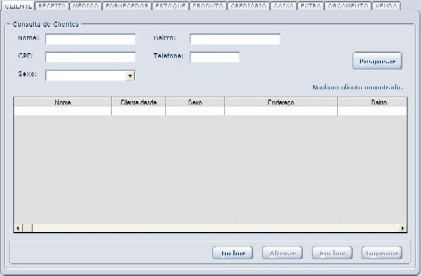 CLIENTE RECEITA MÉDICO FORNECEDOR ESTOQUE PRODUTO CREDIÁRIO CAIXA EXTRA ORÇAMENTO VENDA
Consulta de Clientes
Nome: Bairro:
CPF: Telefone:
Sexo:
Pesquisar
Nenhum cliente encontrado.
Nome Cliente desde Sexo Endereço Bairro
Incluir Alterar Excluir Imprimir